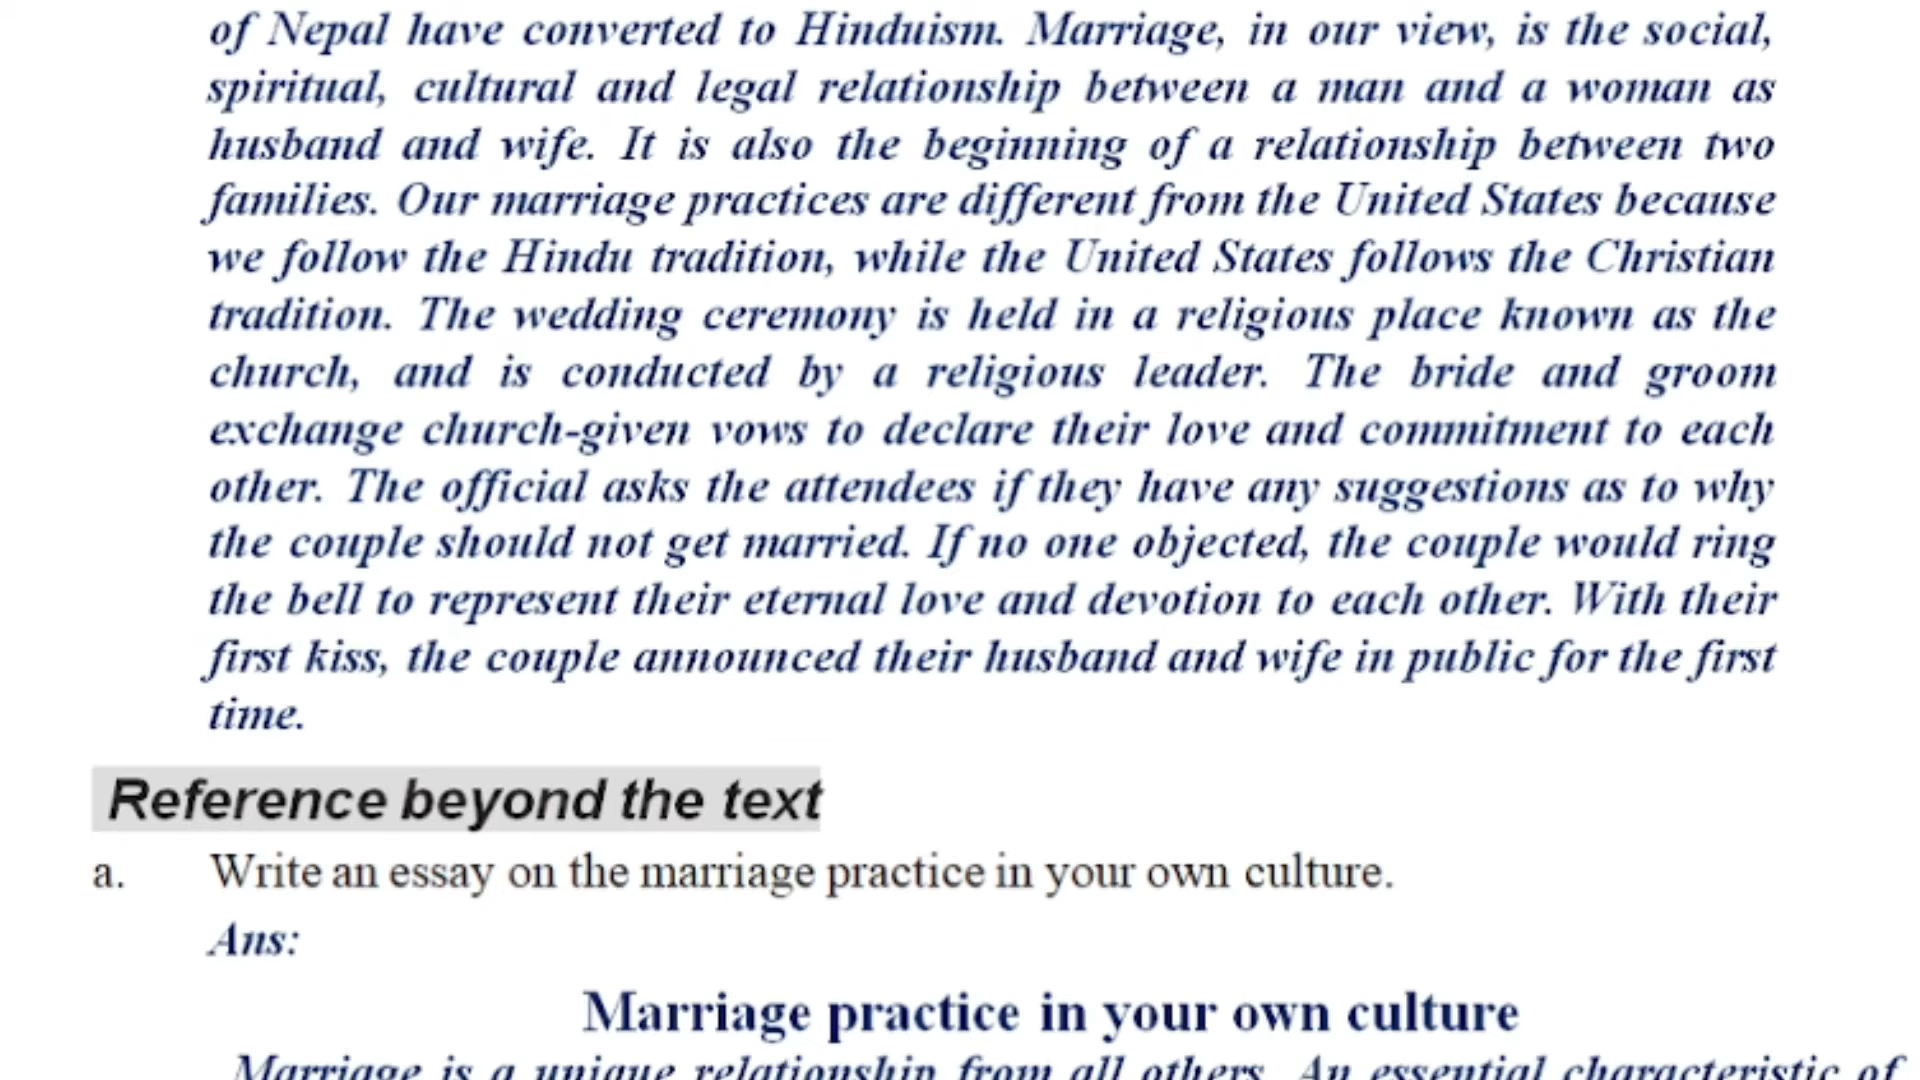 of Nepal have converted to Hinduism. Marriage, in our view, is the social,
spiritual, cultural and legal relationship between a man and a woman as
husband and wife. It is also the beginning of a relationship between two
families. Our marriage practices are different from the United States because
we follow the Hindu tradition, while the United States follows the Christian
tradition. The wedding ceremony is held in a religious place known as the
church, and is conducted by a religious leader. The bride and groom
exchange church-given vows to declare their love and commitment to each
other. The official asks the attendees if they have any suggestions as to why
the couple should not get married. If no one objected, the couple would ring
the bell to represent their eternal love and devotion to each other. With their
first kiss, the couple announced their husband and wife in public for the first
time.
Reference beyond the text
a. Write an essay on the marriage practice in your own culture.
Ans:
Marriage practice in your own culture
Marriage is a unique relationship from all others. An essential characteristic of